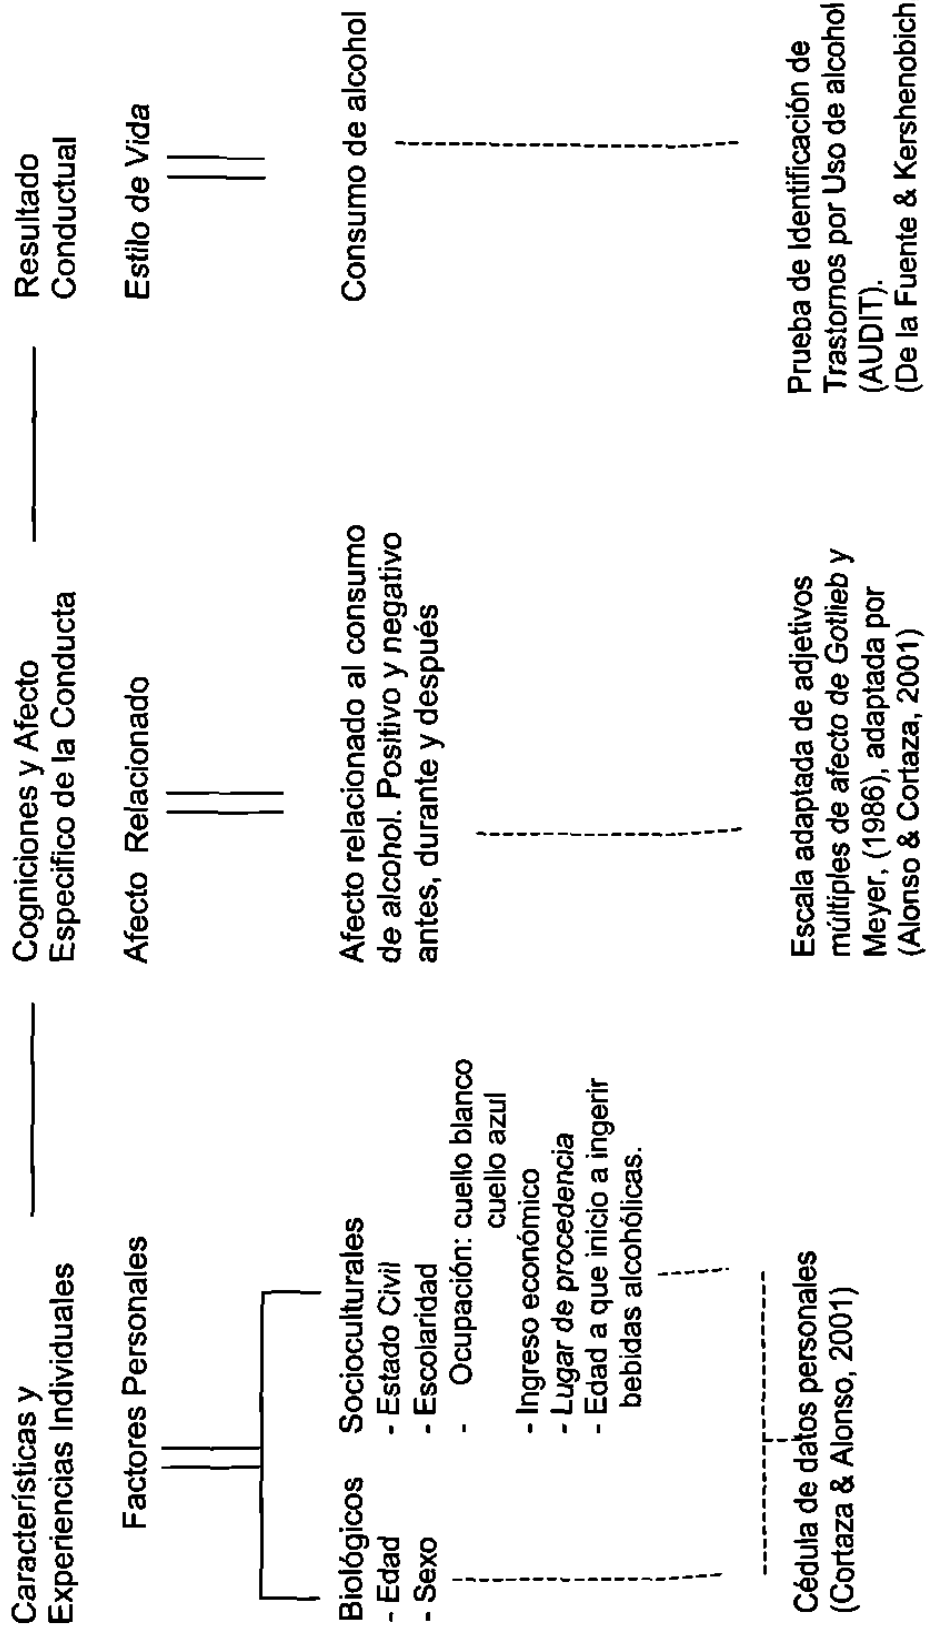 Características y
Experiencias Individuales
Cogniciones y Afecto
Especifico de la Conducta
Resultado
Conductual
Factores Personales
Afecto Relacionado
Estilo de Vida
Biológicos
- Edad
- Sexo
Socioculturales
- Estado Civil
- Escolaridad
- Ocupación: cuello blanco
cuello azul
- Ingreso económico
- Lugar de procedencia
- Edad a que inicio a ingerir
bebidas alcohólicas.
Afecto relacionado al consumo
de alcohol. Positivo y negativo
antes, durante y después
Consumo de alcohol
Cédula de datos personales
(Cortaza & Alonso, 2001)
Escala adaptada de adjetivos
múltiples de afecto de Gotlieb y
Meyer, (1986), adaptada por
(Alonso & Cortaza, 2001)
Prueba de Identificación de
Trastornos por Uso de alcohol
(AUDIT).
(De la Fuente & Kershenobich